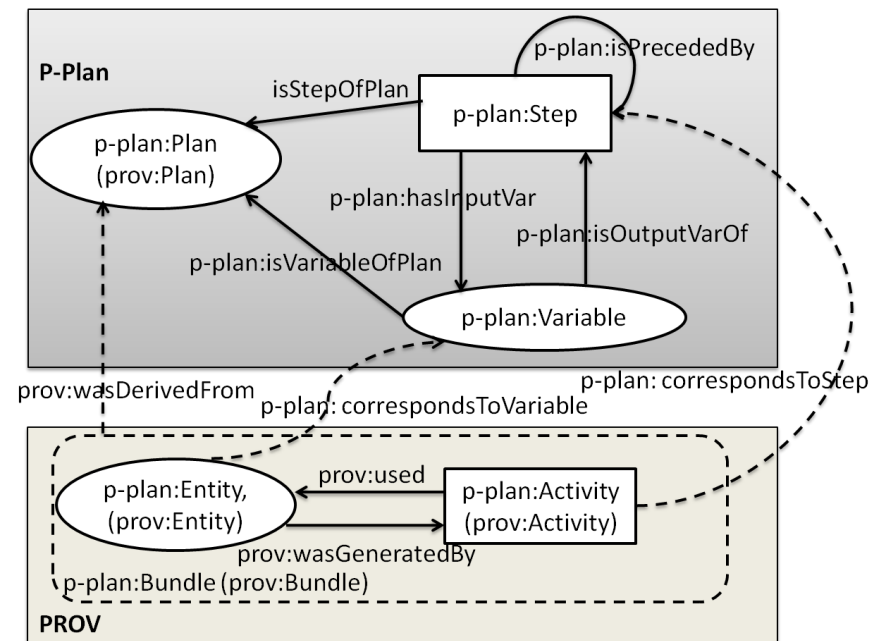 p-plan:isPrecededBy
P-Plan
isStepOfPlan
p-plan:Step
p-plan:Plan
(prov:Plan)
p-plan:hasInputVar
p-plan:isOutputVarOf
p-plan:isVariableOfPlan
p-plan:Variable
prov:wasDerivedFrom
p-plan: correspondsToStep
p-plan: correspondsToVariable
prov:used
p-plan:Entity,
(prov:Entity)
p-plan:Activity
(prov:Activity)
prov:wasGeneratedBy
p-plan:Bundle (prov:Bundle)
PROV